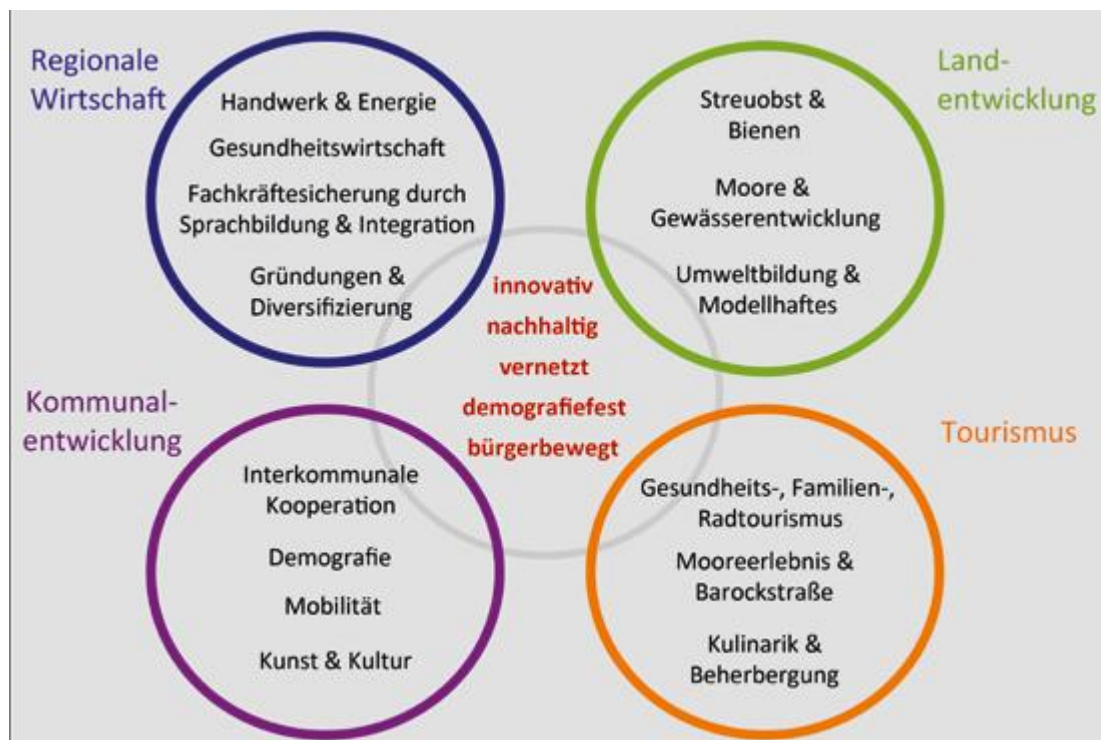 Regionale
Wirtschaft
Handwerk & Energie
Gesundheitswirtschaft
Fachkräftesicherung durch
Sprachbildung & Integration
Gründungen &
Diversifizierung
Land-
entwicklung
Streuobst &
Bienen
Moore &
Gewässerentwicklung
Umweltbildung &
Modellhaftes
innovativ
nachhaltig
vernetzt
demografiefest
bürgerbewegt
Kommunal-
entwicklung
Interkommunale
Kooperation
Demografie
Mobilität
Kunst & Kultur
Tourismus
Gesundheits-, Familien-,
Radtourismus
Mooreerlebnis &
Barockstraße
Kulinarik &
Beherbergung